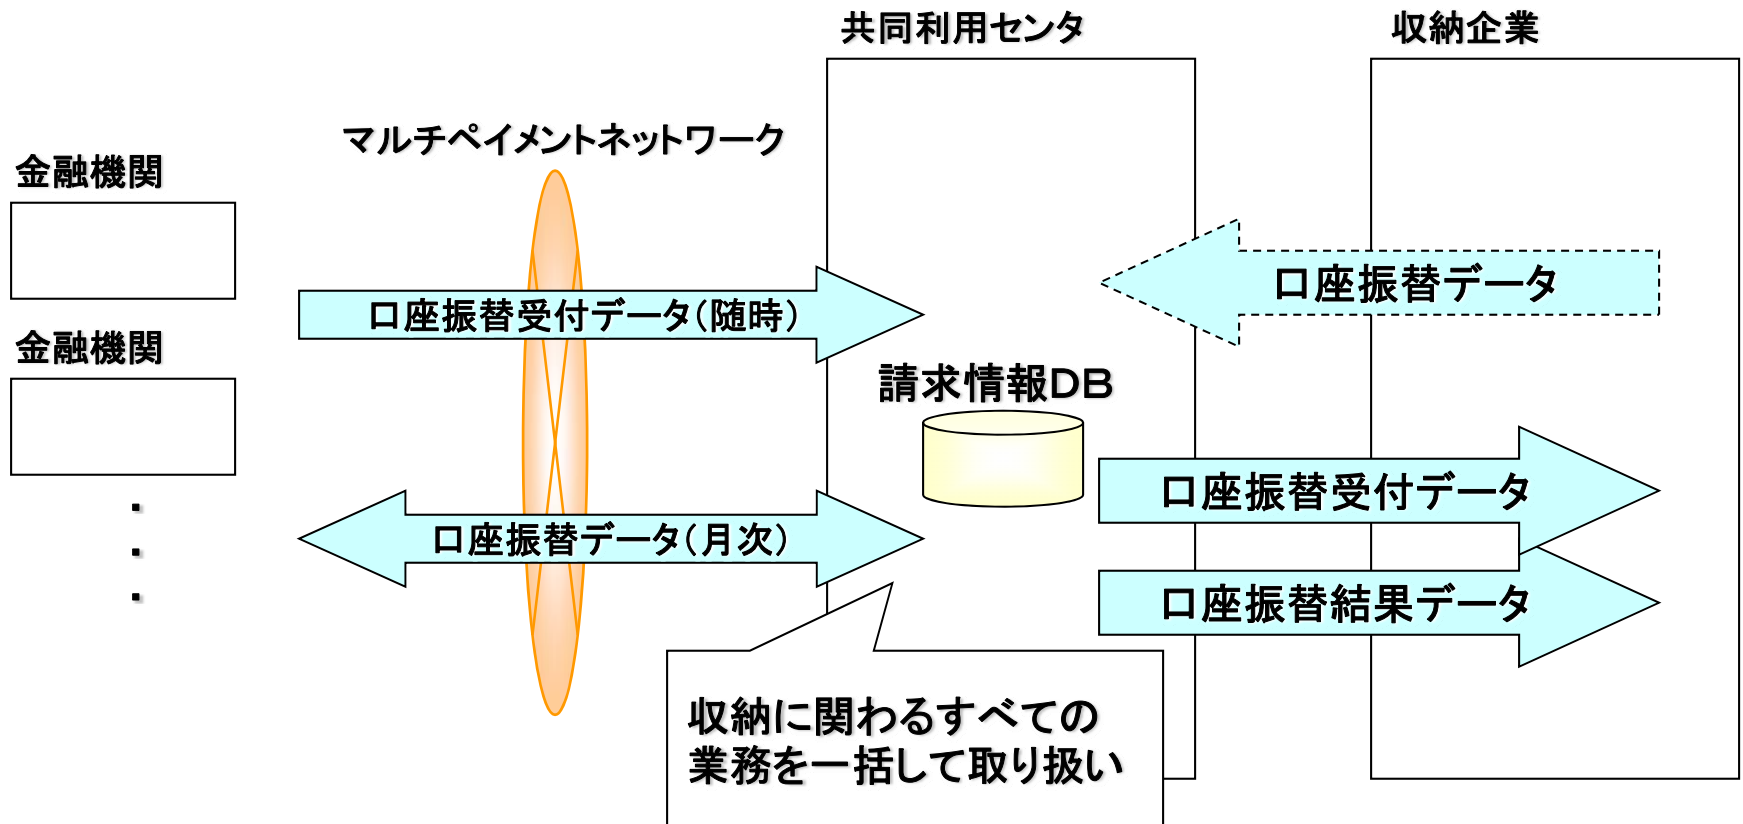 共同利用センタ
収納企業
マルチペイメントネットワーク
金融機関
口座振替データ
口座振替受付データ（随時）
金融機関
請求情報ＤＢ
口座振替受付データ
・
口座振替データ（月次）
・
・
口座振替結果データ
収納に関わるすべての
業務を一括して取り扱い